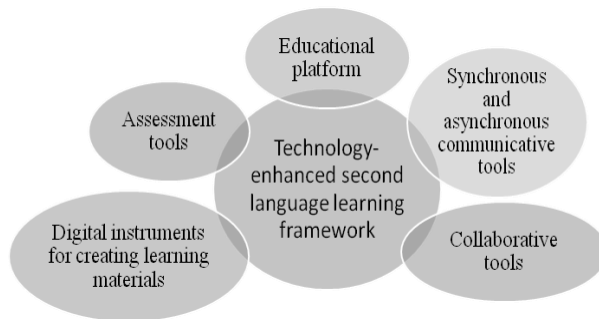 Educational
platform
Synchronous
and
asynchronous
communicative
tools
Assessment
tools
Technology-
enhanced second
language learning
framework
Digital instruments
for creating learning
materials
Collaborative
tools